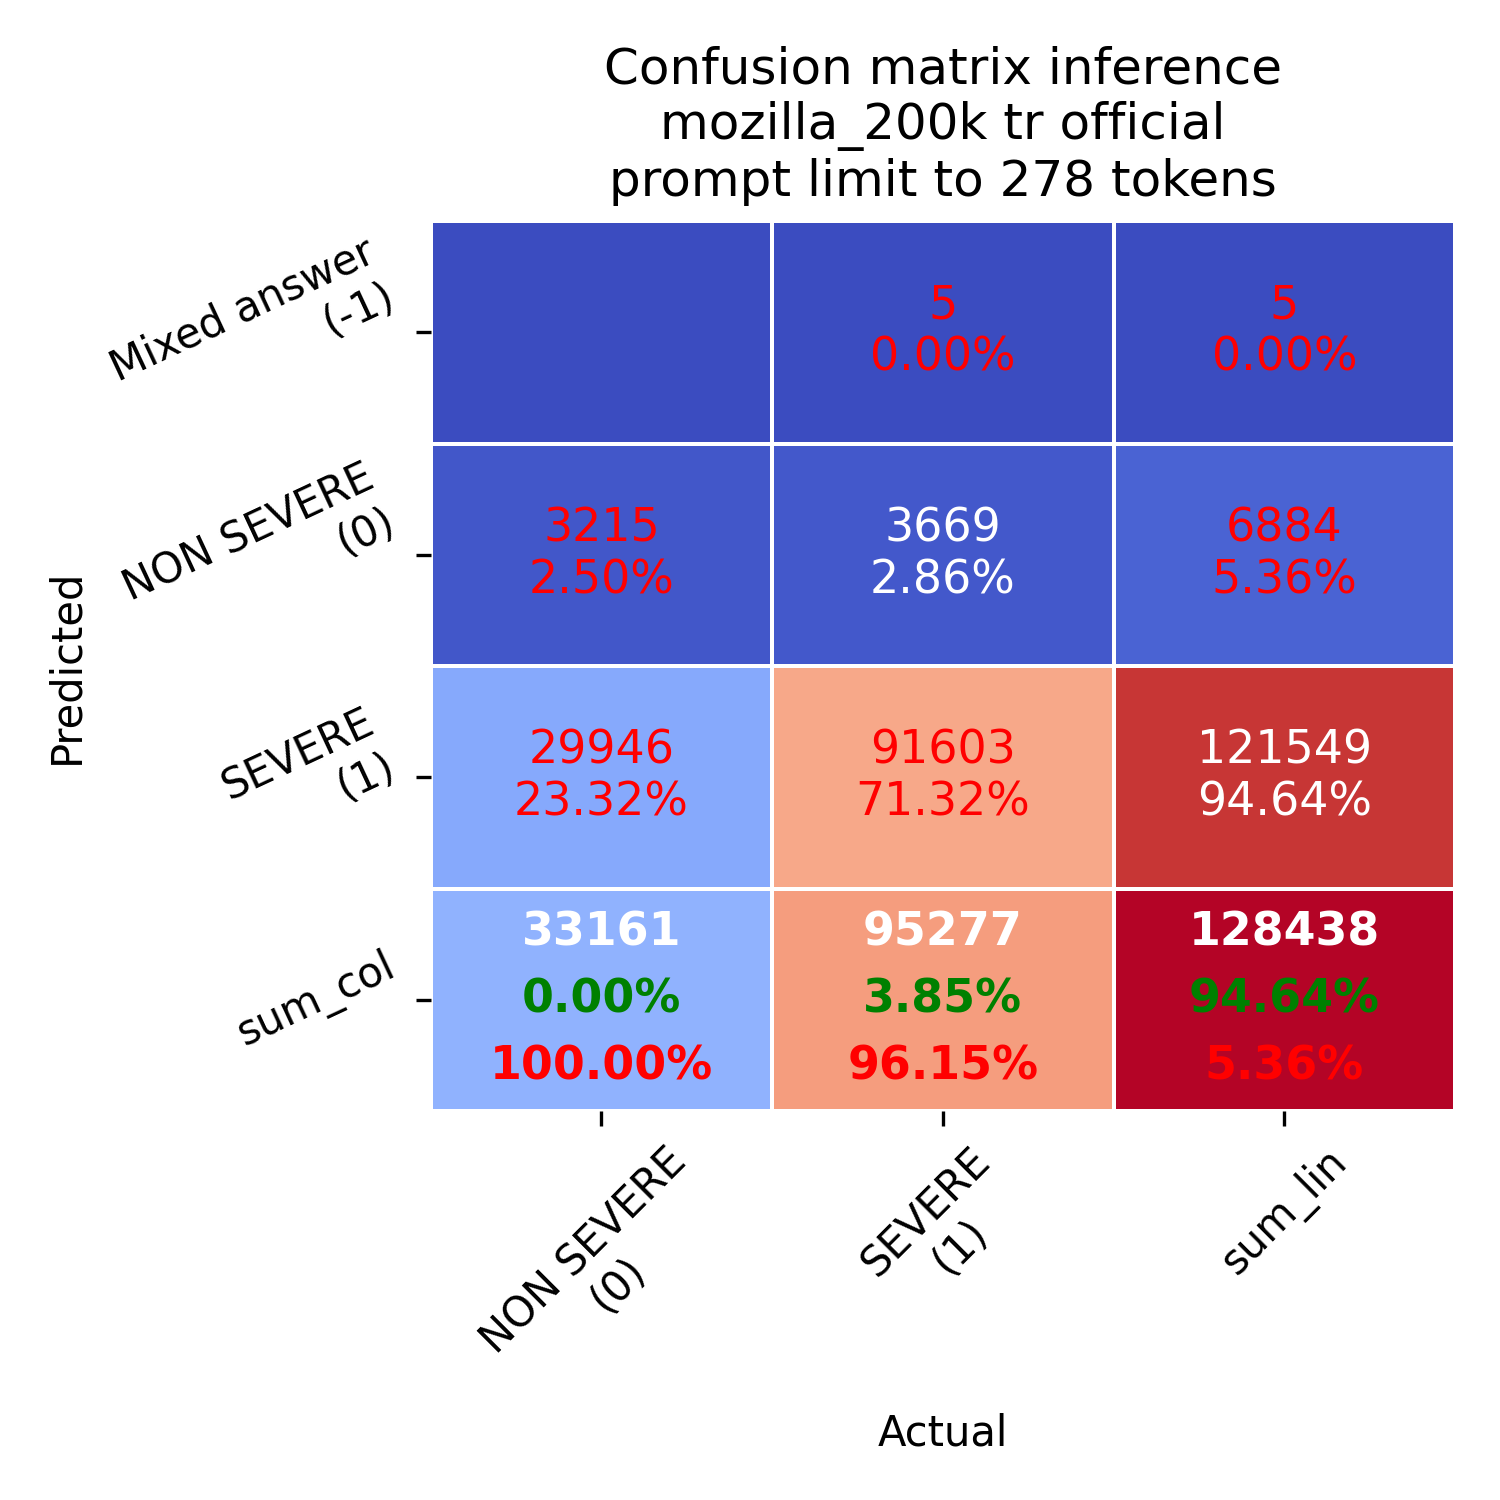 Confusion matrix inference
mozilla_200k tr official
prompt limit to 278 tokens
Mixed answer
(-1)
5
0.00%
5
0.00%
NON SEVERE
(0)
3215
2.50%
3669
2.86%
6884
5.36%
SEVERE
(1)
29946
23.32%
91603
71.32%
121549
94.64%
sum_col
33161
0.00%
100.00%
95277
3.85%
96.15%
128438
94.64%
5.36%
Predicted
NON SEVERE
(0)
SEVERE
(1)
sum_lin
Actual